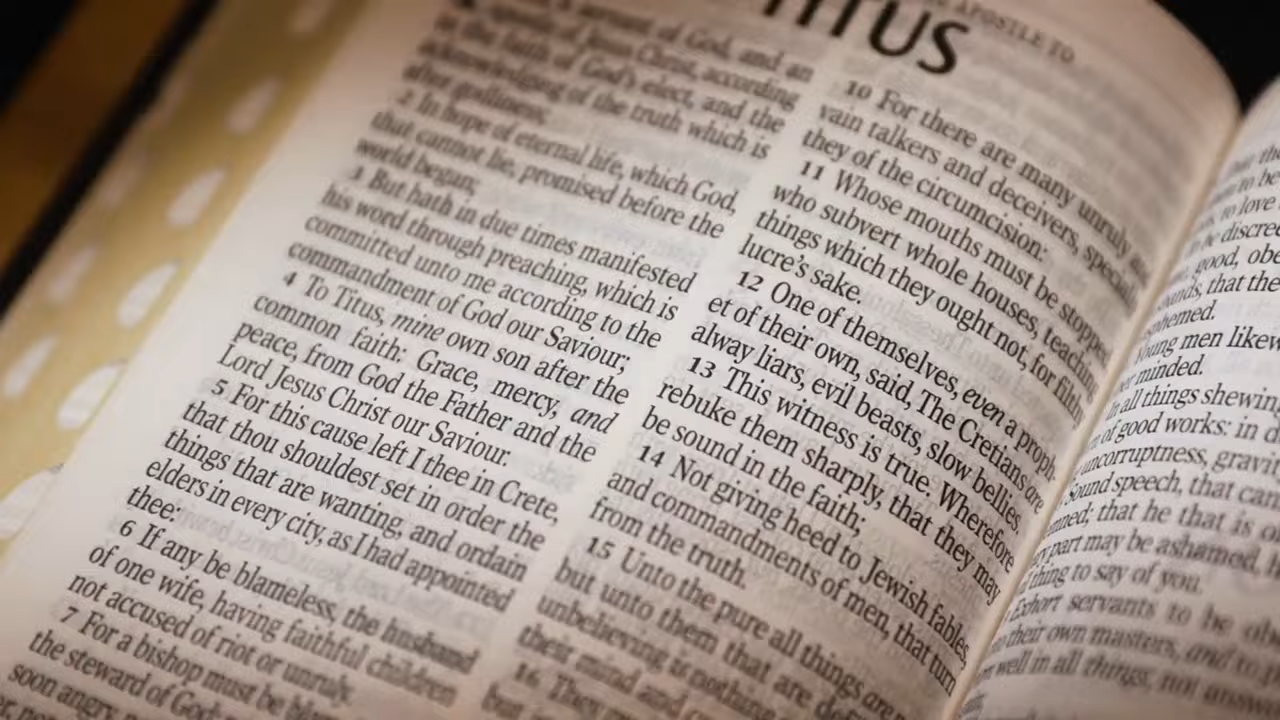 APOSTLE TO
TITUS
servant of God, and an
apostle of Jesus Christ, according
to the faith of God's elect, and the
acknowledging of the truth which is
after godliness;
2 In hope of eternal life, which God,
that cannot lie, promised before the
world began;
3 But hath in due times manifested
his word through preaching, which is
committed unto me according to the
commandment of God our Saviour;
4 To Titus, mine own son after the
common faith: Grace, mercy, and
peace, from God the Father and the
Lord Jesus Christ our Saviour.
5 For this cause left I thee in Crete,
that thou shouldest set in order the
things that are wanting, and ordain
elders in every city, as I had appointed
thee:
6 If any be blameless, the husband
of one wife, having faithful children
not accused of riot or unruly.
7 For a bishop must be
the steward of God;
soon angry,
10 For there are many unruly
vain talkers and deceivers,
they of the circumcision:
11 Whose mouths must be
who subvert whole houses, teaching
things which they ought not, for filthy
lucre's sake.
12 One of themselves, even a proph
et of their own, said, The Cretians are
alway liars, evil beasts, slow bellies.
13 This witness is true. Wherefore
rebuke them sharply, that they may
be sound in the faith;
14 Not giving heed to Jewish fables,
and commandments of men, that turn
from the truth.
15 Unto the pure all things are
but unto them that are
unbelieving is nothing
their mind and
16 They
but
to be
to love
discree
good, obe
that the
Young men likew
minded.
In all things shewing
of good works: in d
uncorruptness, gravi
Sound speech, that can
that he that is o
part may be ashamed,
thing to say of you.
Exhort servants to be obe
their own masters, and to
well in all things; not